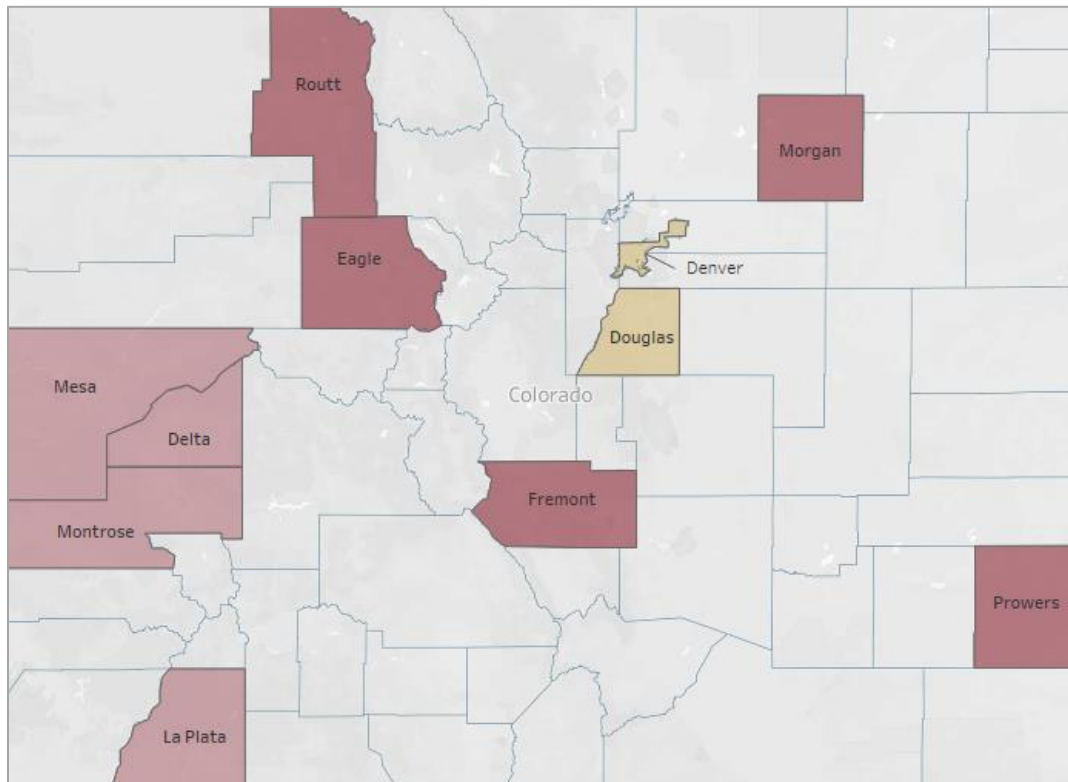 Routt
Morgan
Eagle
Denver
Douglas
Mesa
Colorado
Delta
Fremont
Montrose
Prowers
La Plata